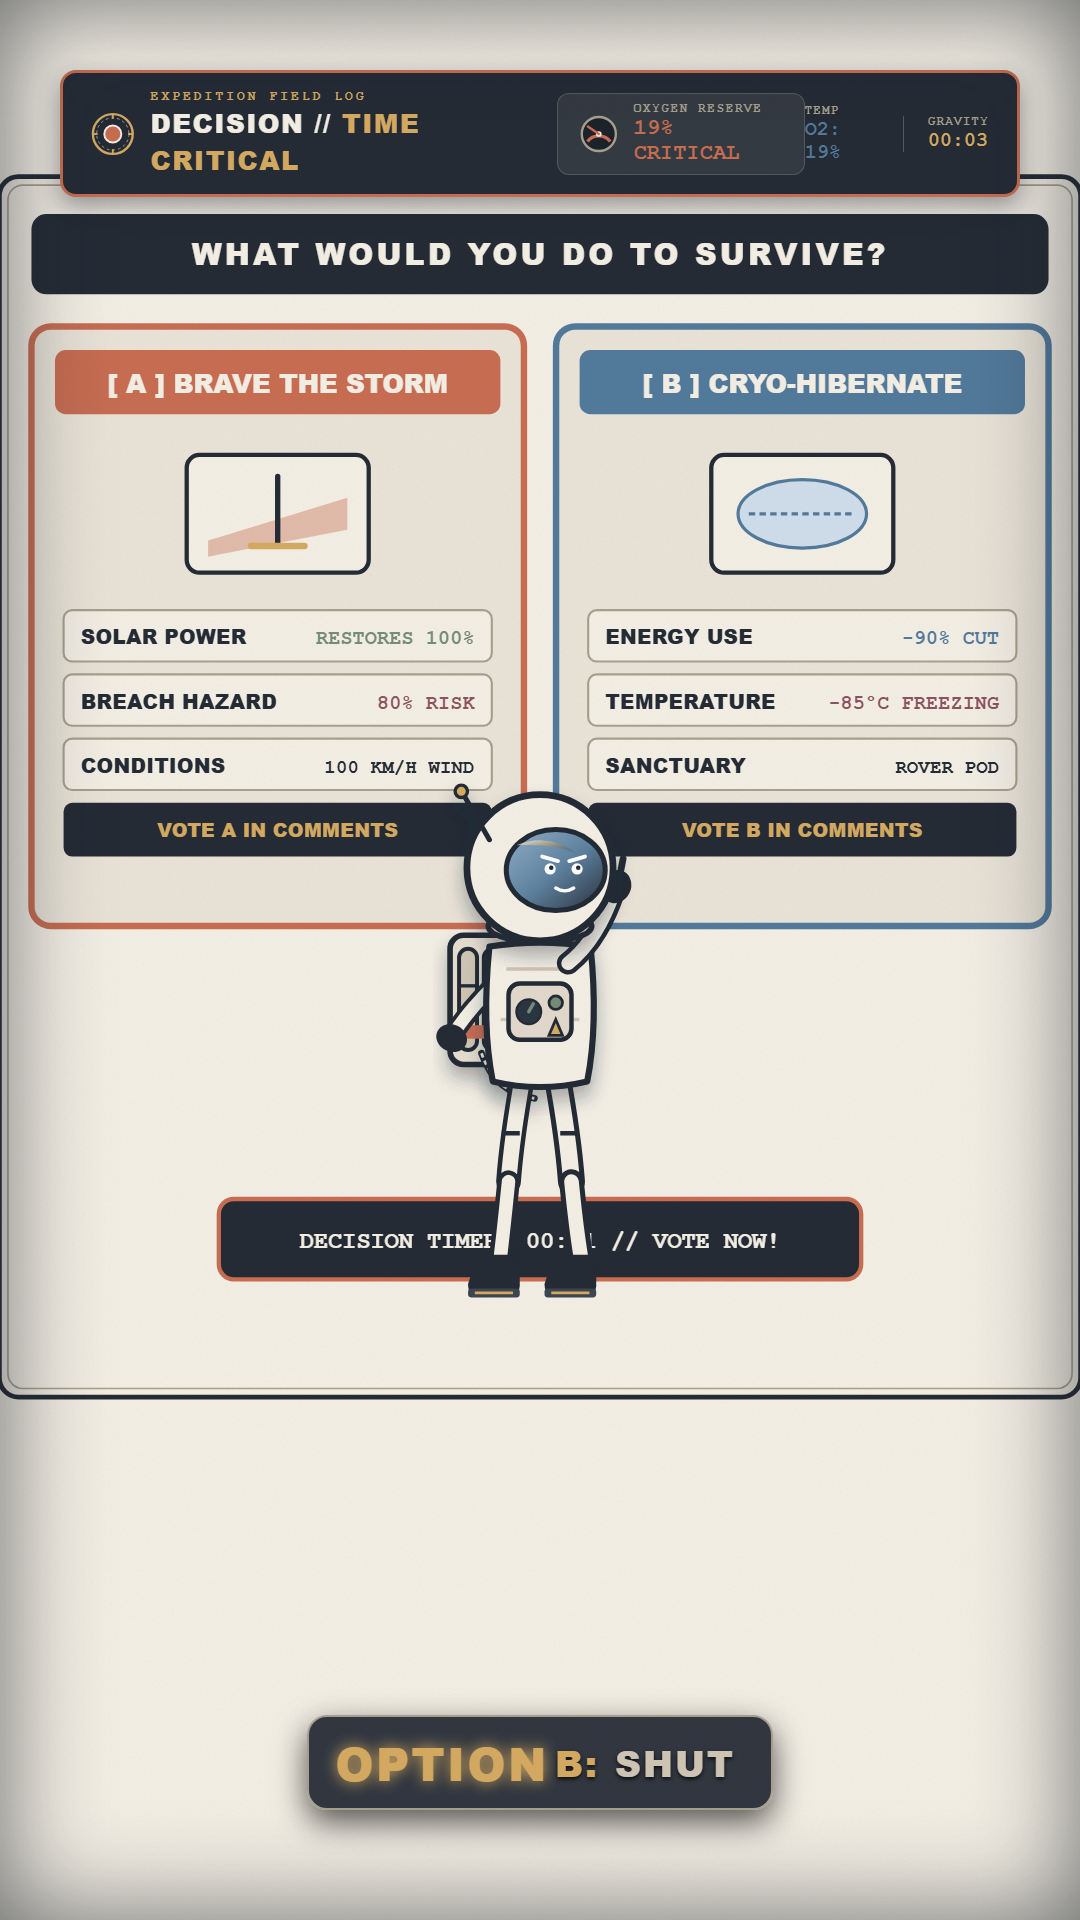 EXPEDITION FIELD LOG
DECISION // TIME
CRITICAL
OXYGEN RESERVE
19%
CRITICAL
TEMP
O2:
19%
GRAVITY
00:03
WHAT WOULD YOU DO TO SURVIVE?
[ A ] BRAVE THE STORM
SOLAR POWER RESTORES 100%
BREACH HAZARD 80% RISK
CONDITIONS 100 KM/H WIND
VOTE A IN COMMENTS
[ B ] CRYO-HIBERNATE
ENERGY USE -90% CUT
TEMPERATURE -85°C FREEZING
SANCTUARY ROVER POD
VOTE B IN COMMENTS
DECISION TIMER 00: // VOTE NOW!
OPTION B: SHUT